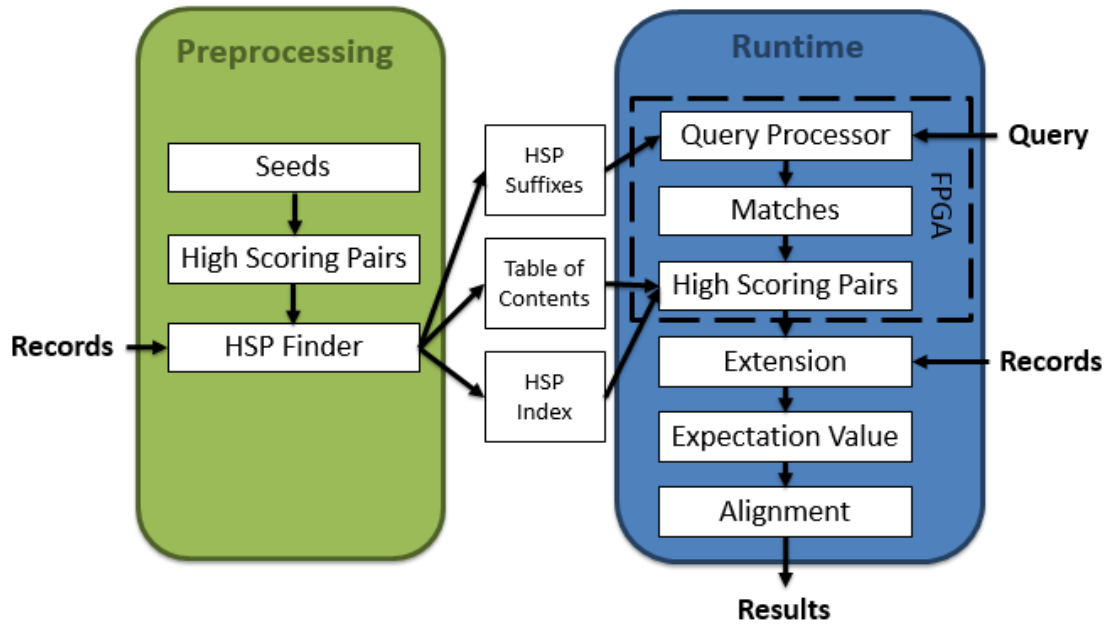 Preprocessing
Seeds
High Scoring Pairs
Records
HSP Finder
HSP
Suffixes
Table of
Contents
HSP
Index
Runtime
Query Processor
Query
Matches
FPGA
High Scoring Pairs
Extension
Records
Expectation Value
Alignment
Results